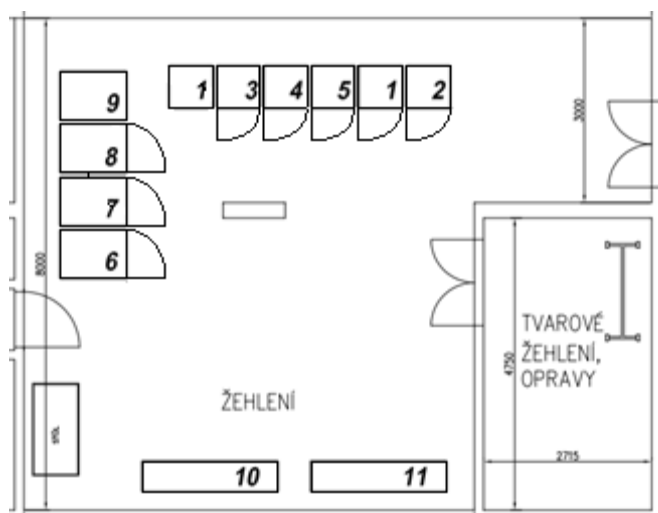 1 3 4 5 1 2
9
8
7
6
3000
8000
TVAROVÉ
ŽEHLENÍ,
OPRAVY
4750
ŽEHLENÍ
STŮL
2715
10 11